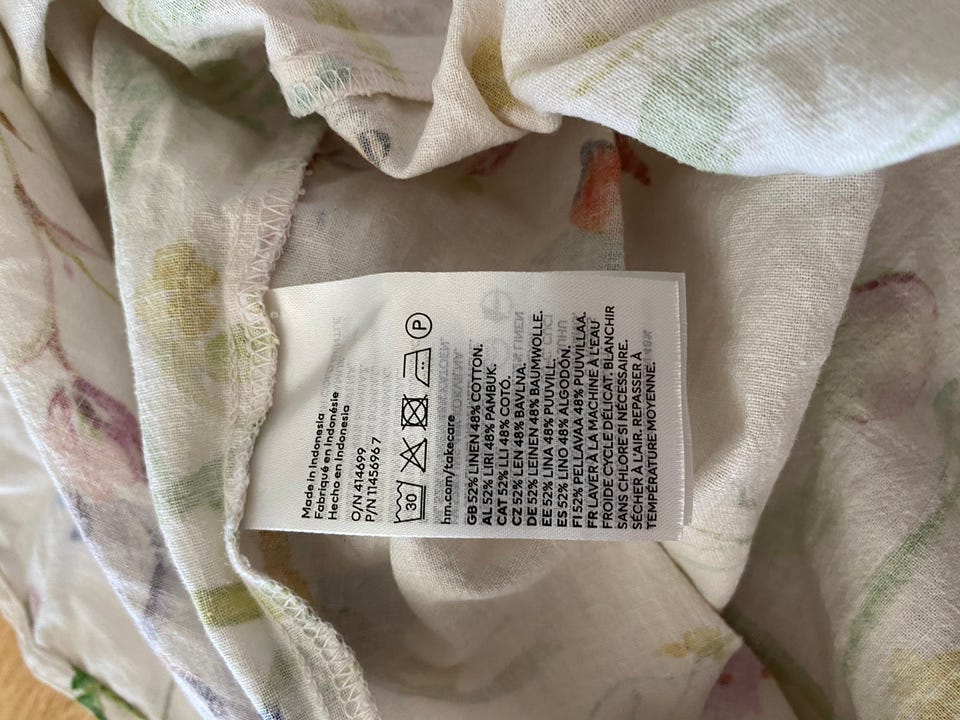 Made in Indonesia
Fabriqué en Indonésie
Hecho en Indonesia
O/N 414699
P/N 1145696 7
30
P
hm.com/takecare
GB 52% LINEN 48% COTTON.
AL 52% LIRI 48% PAMBUK.
CAT 52% LLI 48% COTÓ.
CZ 52% LEN 48% BAVLNA.
DE 52% LEINEN 48% BAUMWOLLE.
EE 52% LINA 48% PUUVILL.
ES 52% LINO 48% ALGODÓN.
FI 52% PELLAVAA 48% PUUVILLAA.
FR LAVER À LA MACHINE À L'EAU
FROIDE CYCLE DÉLICAT. BLANCHIR
SANS CHLORE SI NÉCESSAIRE.
SÉCHER À L'AIR. REPASSER À
TEMPÉRATURE MOYENNE.